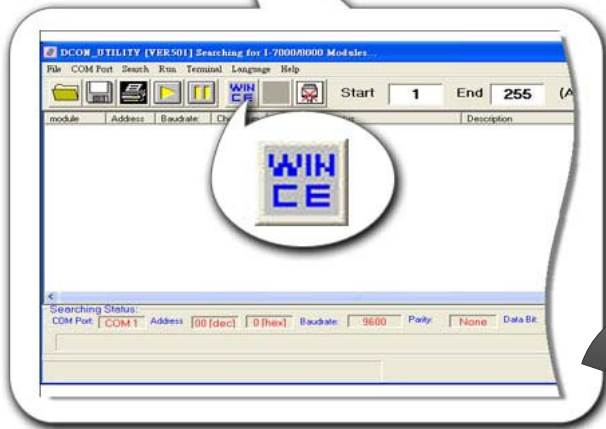 DCON_UTILITY [VER501] Searching for I-7000/8000 Modules...
File COM Port Search Run Terminal Language Help
WIN CE Start 1 End 255 (A
module Address Baudrate: Description
WIN
CE
Searching Status:
COM Port: COM 1 Address 00 [dec] 0 [hex] Baudrate: 9600 Parity: None Data Bit: